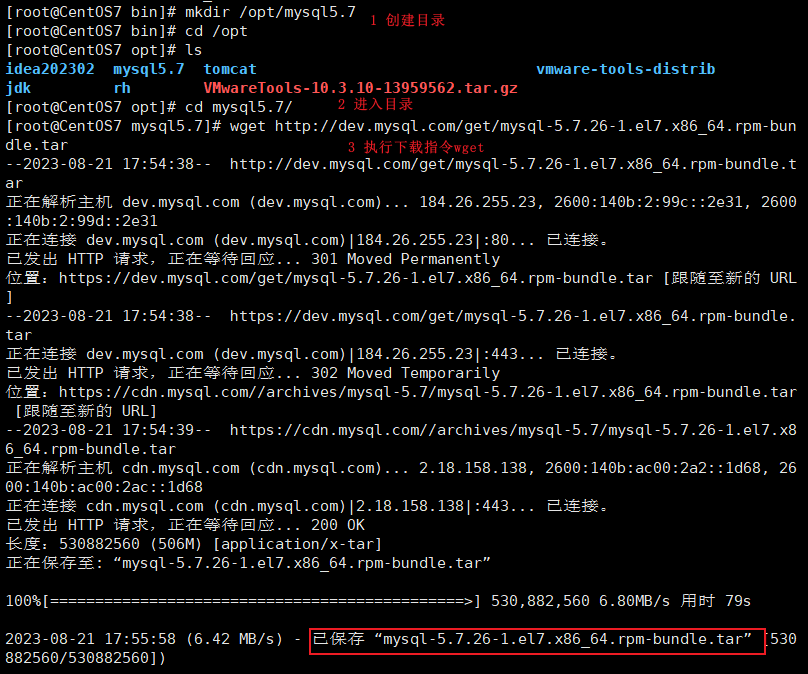 [root@CentOS7 bin]# mkdir /opt/mysql5.7
1 创建目录
[root@CentOS7 bin]# cd /opt
[root@CentOS7 opt]# ls
idea202302  mysql5.7  tomcat                               vmware-tools-distrib
jdk         rh        VMwareTools-10.3.10-13959562.tar.gz
[root@CentOS7 opt]# cd mysql5.7/
2 进入目录
[root@CentOS7 mysql5.7]# wget http://dev.mysql.com/get/mysql-5.7.26-1.el7.x86_64.rpm-bun
dle.tar
3 执行下载指令wget
--2023-08-21 17:54:38--  http://dev.mysql.com/get/mysql-5.7.26-1.el7.x86_64.rpm-bundle.t
ar
正在解析主机 dev.mysql.com (dev.mysql.com)... 184.26.255.23, 2600:140b:2:99c::2e31, 2600
:140b:2:99d::2e31
正在连接 dev.mysql.com (dev.mysql.com)|184.26.255.23|:80... 已连接。
已发出 HTTP 请求，正在等待回应... 301 Moved Permanently
位置：https://dev.mysql.com/get/mysql-5.7.26-1.el7.x86_64.rpm-bundle.tar [跟随至新的 URL
]
--2023-08-21 17:54:38--  https://dev.mysql.com/get/mysql-5.7.26-1.el7.x86_64.rpm-bundle.
tar
正在连接 dev.mysql.com (dev.mysql.com)|184.26.255.23|:443... 已连接。
已发出 HTTP 请求，正在等待回应... 302 Moved Temporarily
位置：https://cdn.mysql.com//archives/mysql-5.7/mysql-5.7.26-1.el7.x86_64.rpm-bundle.tar
 [跟随至新的 URL]
--2023-08-21 17:54:39--  https://cdn.mysql.com//archives/mysql-5.7/mysql-5.7.26-1.el7.x8
6_64.rpm-bundle.tar
正在解析主机 cdn.mysql.com (cdn.mysql.com)... 2.18.158.138, 2600:140b:ac00:2a2::1d68, 26
00:140b:ac00:2ac::1d68
正在连接 cdn.mysql.com (cdn.mysql.com)|2.18.158.138|:443... 已连接。
已发出 HTTP 请求，正在等待回应... 200 OK
长度：530882560 (506M) [application/x-tar]
正在保存至: “mysql-5.7.26-1.el7.x86_64.rpm-bundle.tar”
100%[==============================================>] 530,882,560 6.80MB/s 用时 79s
2023-08-21 17:55:58 (6.42 MB/s) - 已保存 “mysql-5.7.26-1.el7.x86_64.rpm-bundle.tar” [530
882560/530882560])